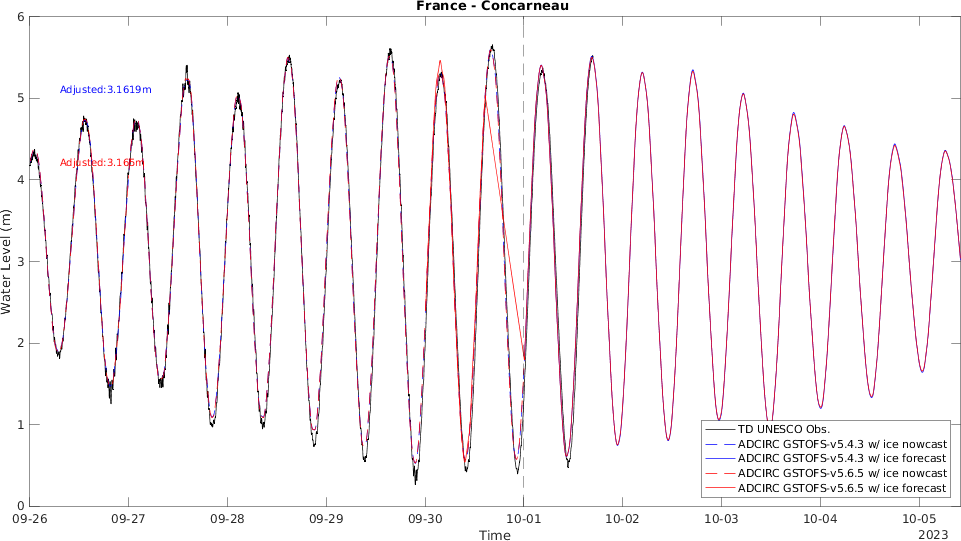 France - Concarneau
6
5
4
3
2
1
0
Water Level (m)
Adjusted:3.1619m
Adjusted:3.165m
TD UNESCO Obs.
ADCIRC GSTOFS-v5.4.3 w/ ice nowcast
ADCIRC GSTOFS-v5.4.3 w/ ice forecast
ADCIRC GSTOFS-v5.6.5 w/ ice nowcast
ADCIRC GSTOFS-v5.6.5 w/ ice forecast
09-26 09-27 09-28 09-29 09-30 10-01 10-02 10-03 10-04 10-05
Time
2023